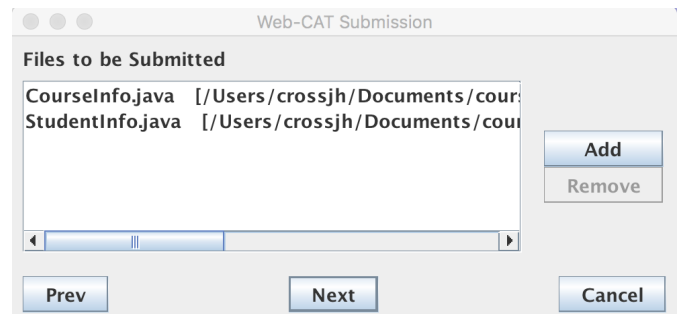 Web-CAT Submission
Files to be Submitted
CourseInfo.java [/Users/crossjh/Documents/cour
StudentInfo.java [/Users/crossjh/Documents/cour
Add
Remove
Prev
Next
Cancel